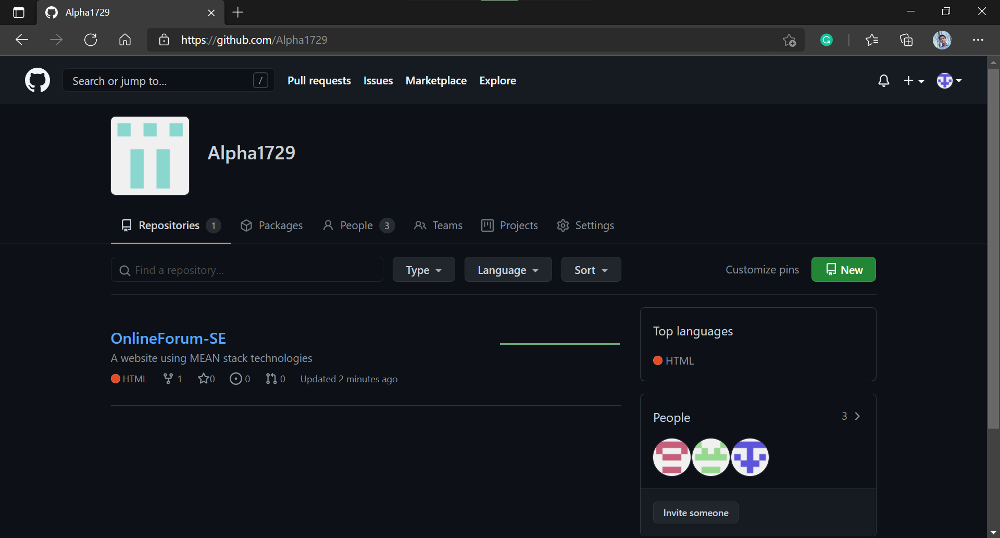 Alpha1729
https://github.com/Alpha1729
Search or jump to... / Pull requests Issues Marketplace Explore
Alpha1729
Repositories 1 Packages People 3 Teams Projects Settings
Find a repository... Type Language Sort Customize pins New
OnlineForum-SE
A website using MEAN stack technologies
HTML 1 0 0 0 Updated 2 minutes ago
Top languages
HTML
People 3
Invite someone